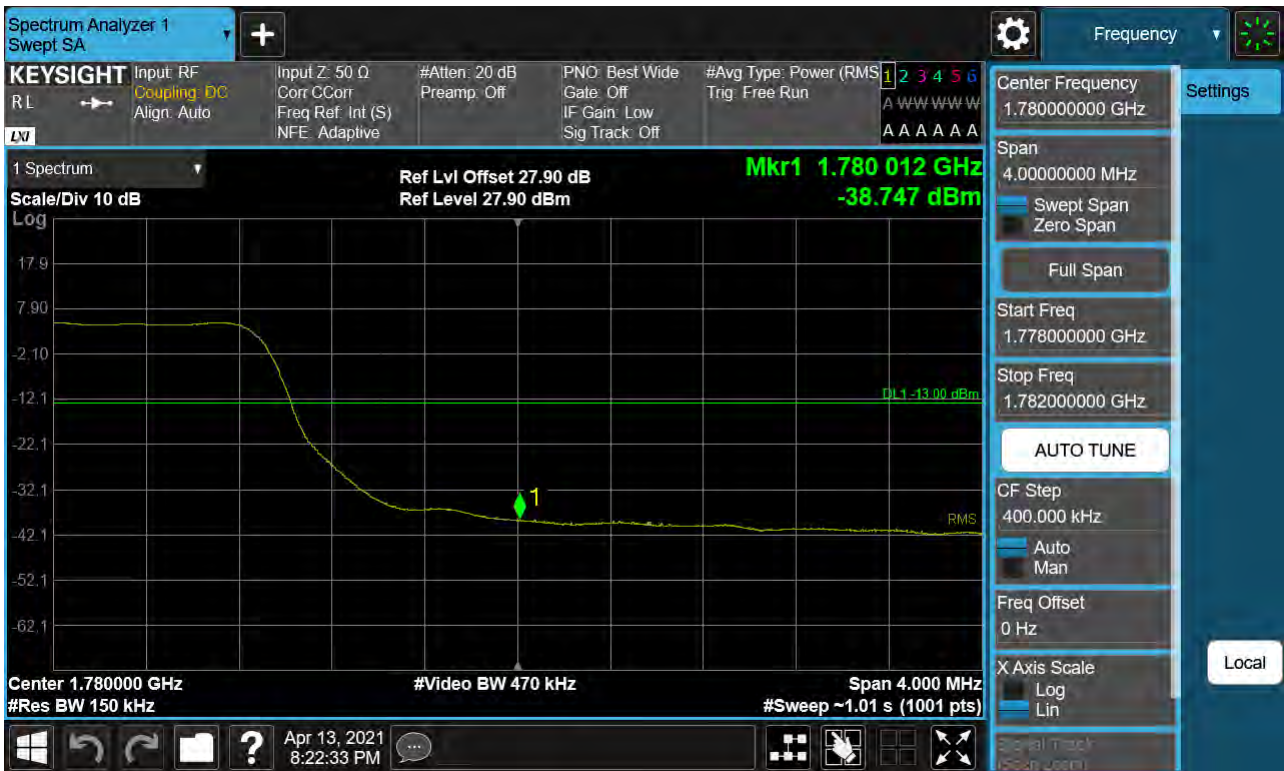 Spectrum Analyzer 1
Swept SA
+
Frequency
KEYSIGHT
RL
LXI
Input: RF
Coupling: DC
Align: Auto
Input Z: 50 Ω
Corr CCorr
Freq Ref: Int (S)
NFE: Adaptive
#Atten: 20 dB
Preamp: Off
PNO: Best Wide
Gate: Off
IF Gain: Low
Sig Track: Off
#Avg Type: Power (RMS
Trig: Free Run
1 2 3 4 5 6
A W W W W W
A A A A A A
1 Spectrum
Scale/Div 10 dB
Log
Ref Lvl Offset 27.90 dB
Ref Level 27.90 dBm
Mkr1 1.780 012 GHz
-38.747 dBm
17.9
7.90
-2.10
-12.1
-22.1
-32.1
-42.1
-52.1
-62.1
DL1 -13.00 dBm
1
RMS
Center 1.780000 GHz
#Res BW 150 kHz
#Video BW 470 kHz
Span 4.000 MHz
#Sweep ~1.01 s (1001 pts)
Center Frequency
1.780000000 GHz
Settings
Span
4.00000000 MHz
Swept Span
Zero Span
Full Span
Start Freq
1.778000000 GHz
Stop Freq
1.782000000 GHz
AUTO TUNE
CF Step
400.000 kHz
Auto
Man
Freq Offset
0 Hz
X Axis Scale
Log
Lin
Local
Signal Track
(Span Zoom)
?
Apr 13, 2021
8:22:33 PM